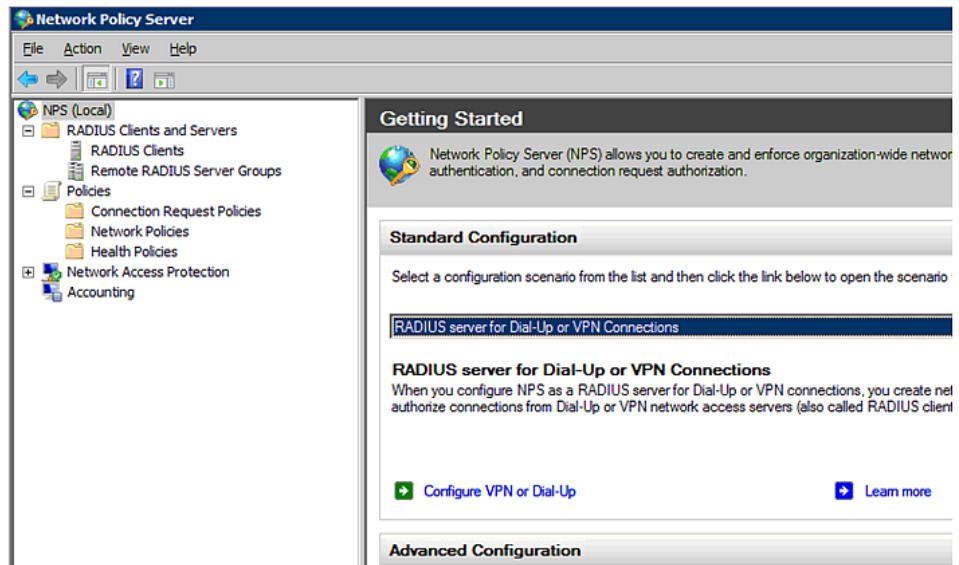 Network Policy Server
File Action View Help
NPS (Local)
RADIUS Clients and Servers
RADIUS Clients
Remote RADIUS Server Groups
Policies
Connection Request Policies
Network Policies
Health Policies
Network Access Protection
Accounting
Getting Started
Network Policy Server (NPS) allows you to create and enforce organization-wide networ
authentication, and connection request authorization.
Standard Configuration
Select a configuration scenario from the list and then click the link below to open the scenario
RADIUS server for Dial-Up or VPN Connections
RADIUS server for Dial-Up or VPN Connections
When you configure NPS as a RADIUS server for Dial-Up or VPN connections, you create net
authorize connections from Dial-Up or VPN network access servers (also called RADIUS client
Configure VPN or Dial-Up Learn more
Advanced Configuration